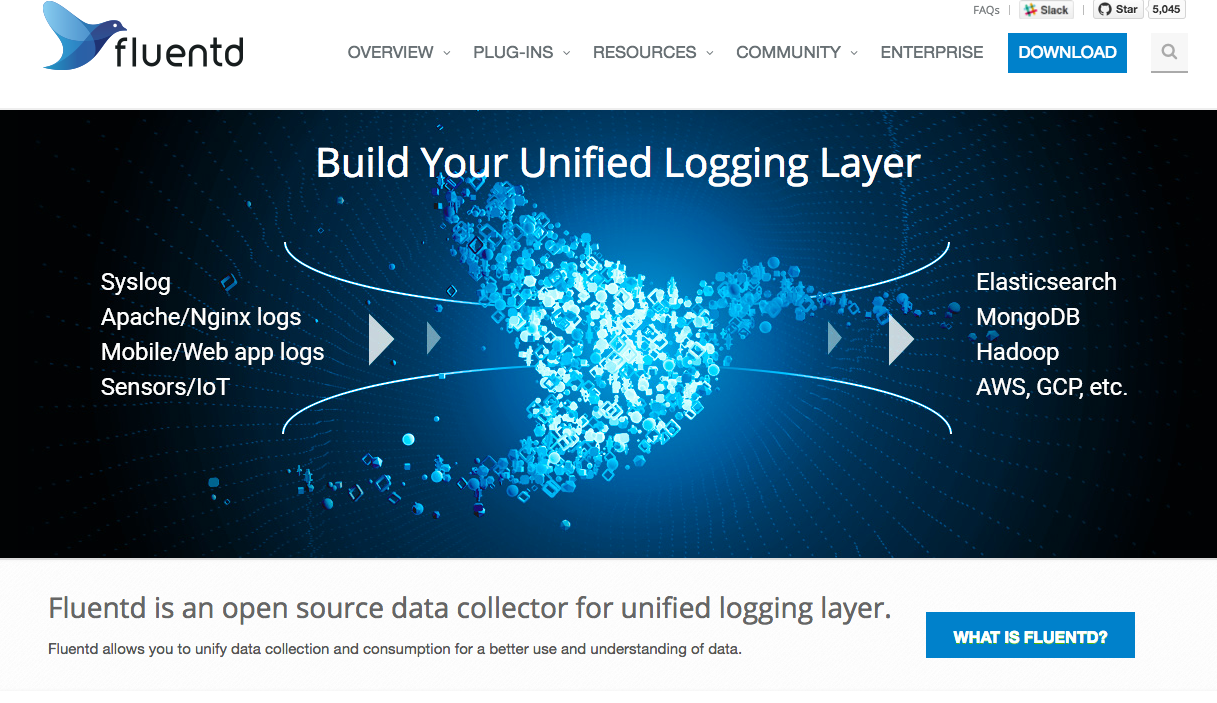 FAQs | Slack | Star 5,045
fluentd
OVERVIEW PLUG-INS RESOURCES COMMUNITY ENTERPRISE DOWNLOAD
Build Your Unified Logging Layer
Syslog
Apache/Nginx logs
Mobile/Web app logs
Sensors/IoT
Elasticsearch
MongoDB
Hadoop
AWS, GCP, etc.
Fluentd is an open source data collector for unified logging layer.
Fluentd allows you to unify data collection and consumption for a better use and understanding of data.
WHAT IS FLUENTD?